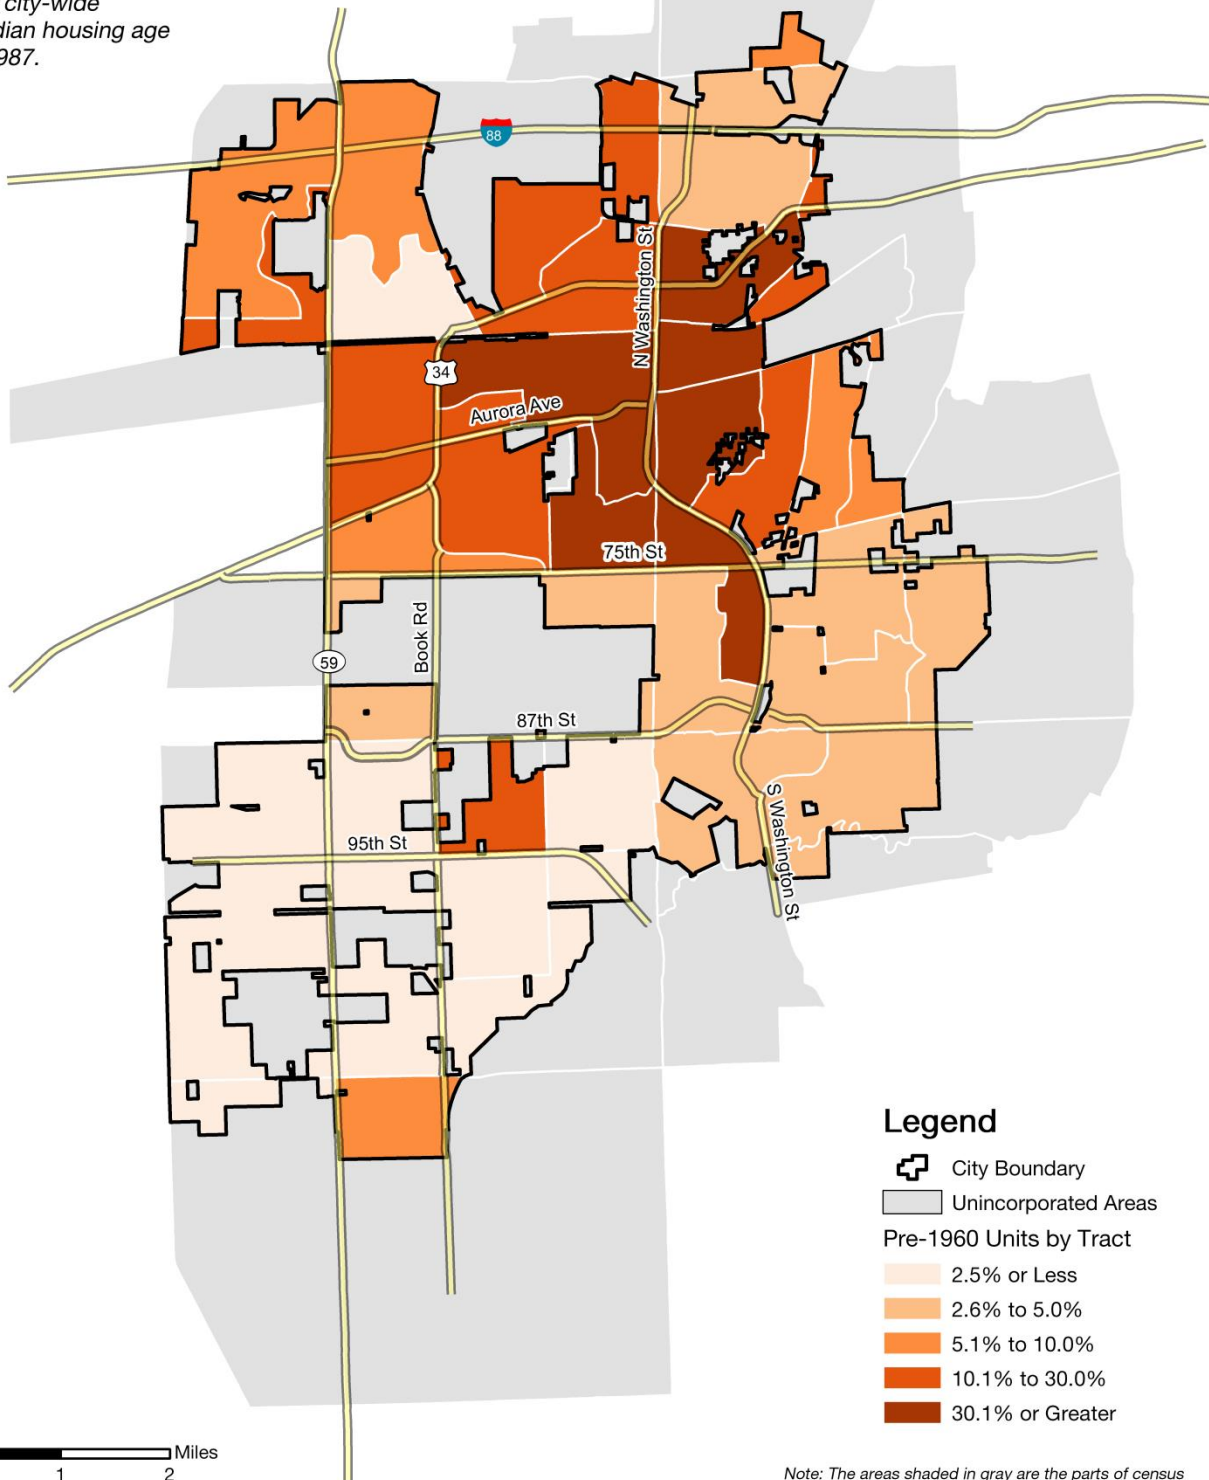 city-wide
dian housing age
987.
88
N Washington St
34
Aurora Ave
75th St
Book Rd
59
87th St
S Washington St
95th St
Legend
City Boundary
Unincorporated Areas
Pre-1960 Units by Tract
2.5% or Less
2.6% to 5.0%
5.1% to 10.0%
10.1% to 30.0%
30.1% or Greater
Miles
1 2
Note: The areas shaded in gray are the parts of census